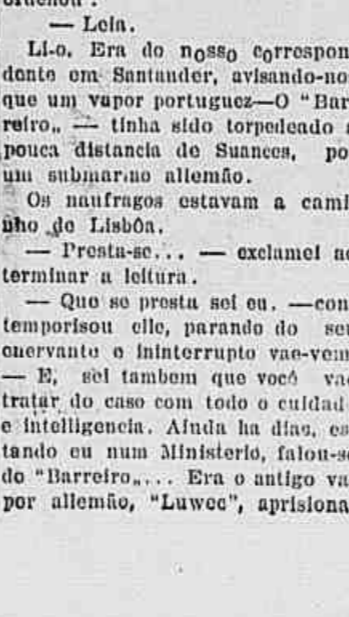 — Leia.
Li-o. Era do nosso correspon
dente em Santander, avisando-no
que um vapor portuguez—O "Bar
reiro„ — tinha sido torpedeado a
pouca distancia de Suances, po
um submarino allemão.
Os naufragos estavam a cami
nho de Lisbôa.
— Presta-se... — exclamei ao
terminar a leitura.
— Que se presta sei eu. —con
temporisou elle, parando do seu
enervante e ininterrupto vae-vem
— E, sei tambem que você vae
tratar do caso com todo o cuidad
e intelligencia. Ainda ha dias, es
tando eu num Ministerio, falou-se
do "Barreiro„... Era o antigo va
por allemão, "Luwee", aprisiona